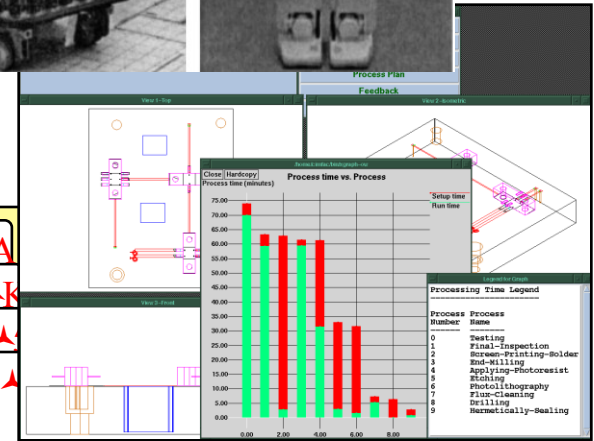 Process Plan
Feedback
View 1-Top
View 2-Isometric
Close Hardcopy
Process time vs. Process
Process time (minutes)
Setup time
Run time
75.00
70.00
65.00
60.00
55.00
50.00
45.00
40.00
35.00
30.00
25.00
20.00
15.00
10.00
5.00
0.00
0.00 2.00 4.00 6.00 8.00
View 3-Front
Legend for Graph
Processing Time Legend
Process Process
Number Name
0 Testing
1 Final-Inspection
2 Screen-Printing-Solder
3 End-Milling
4 Applying-Photoresist
5 Etching
6 Photolithography
7 Flux-Cleaning
8 Drilling
9 Hermetically-Sealing